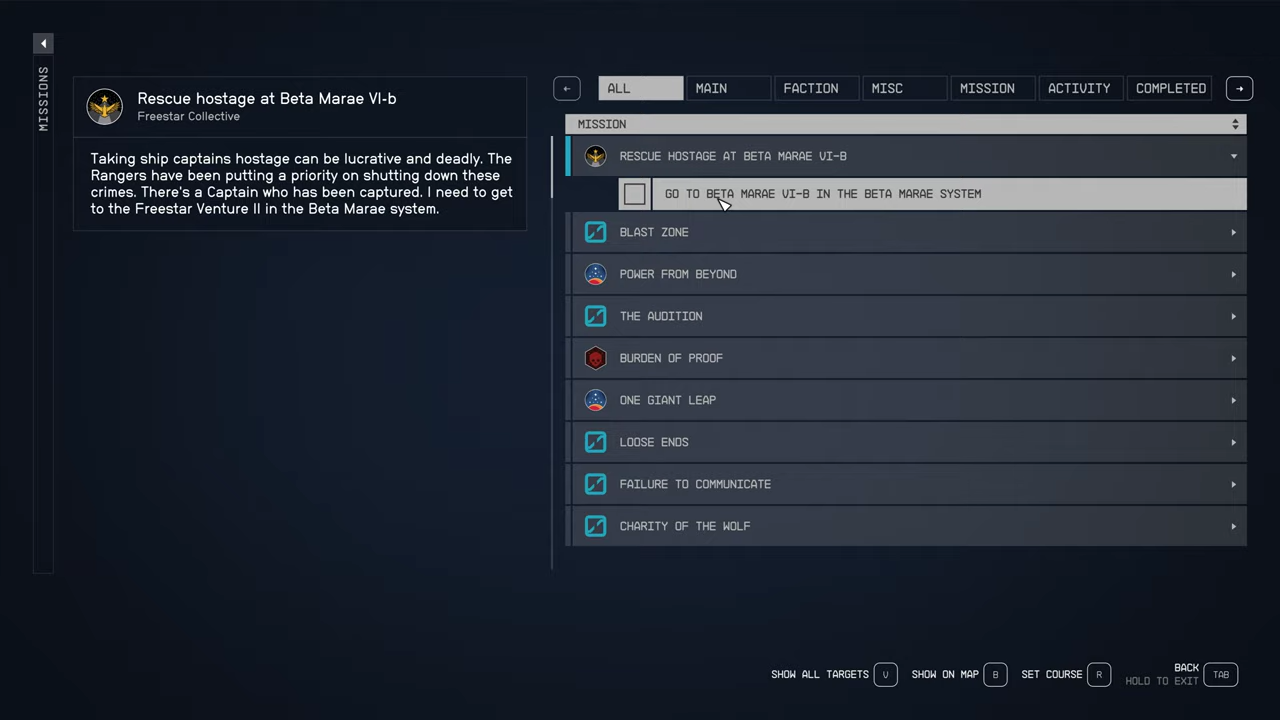 MISSIONS
Rescue hostage at Beta Marae VI-b
Freestar Collective
Taking ship captains hostage can be lucrative and deadly. The
Rangers have been putting a priority on shutting down these
crimes. There's a Captain who has been captured. I need to get
to the Freestar Venture II in the Beta Marae system.
ALL MAIN FACTION MISC MISSION ACTIVITY COMPLETED
MISSION
RESCUE HOSTAGE AT BETA MARAE VI-B
GO TO BETA MARAE VI-B IN THE BETA MARAE SYSTEM
BLAST ZONE
POWER FROM BEYOND
THE AUDITION
BURDEN OF PROOF
ONE GIANT LEAP
LOOSE ENDS
FAILURE TO COMMUNICATE
CHARITY OF THE WOLF
SHOW ALL TARGETS V SHOW ON MAP B SET COURSE R BACK TAB
HOLD TO EXIT